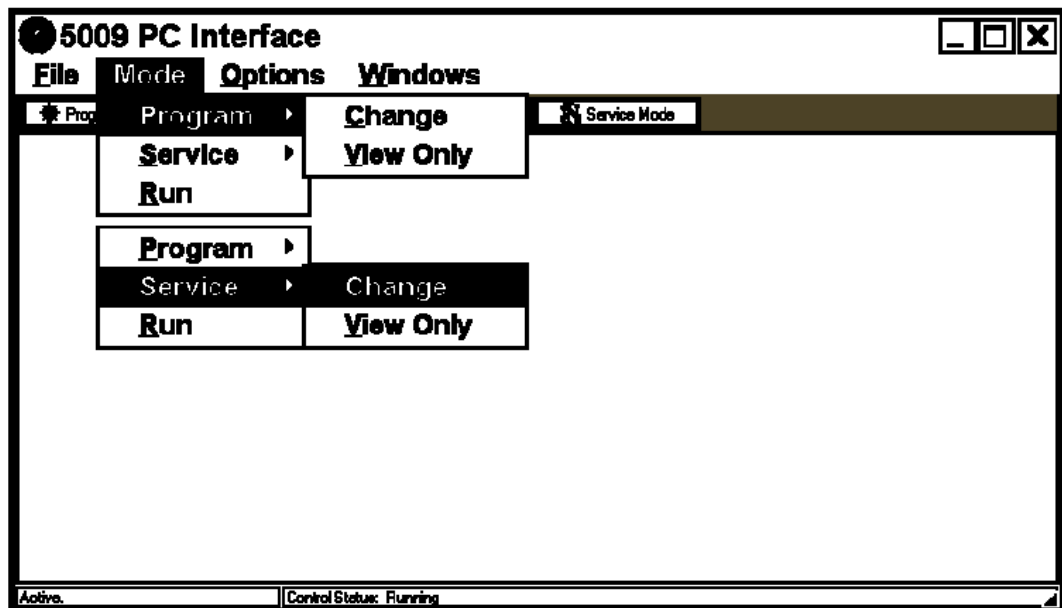 5009 PC Interface
File Mode Options Windows
Prog
Service Mode
Program Change
Service View Only
Run
Program
Service Change
Run View Only
Active. Control Status: Running